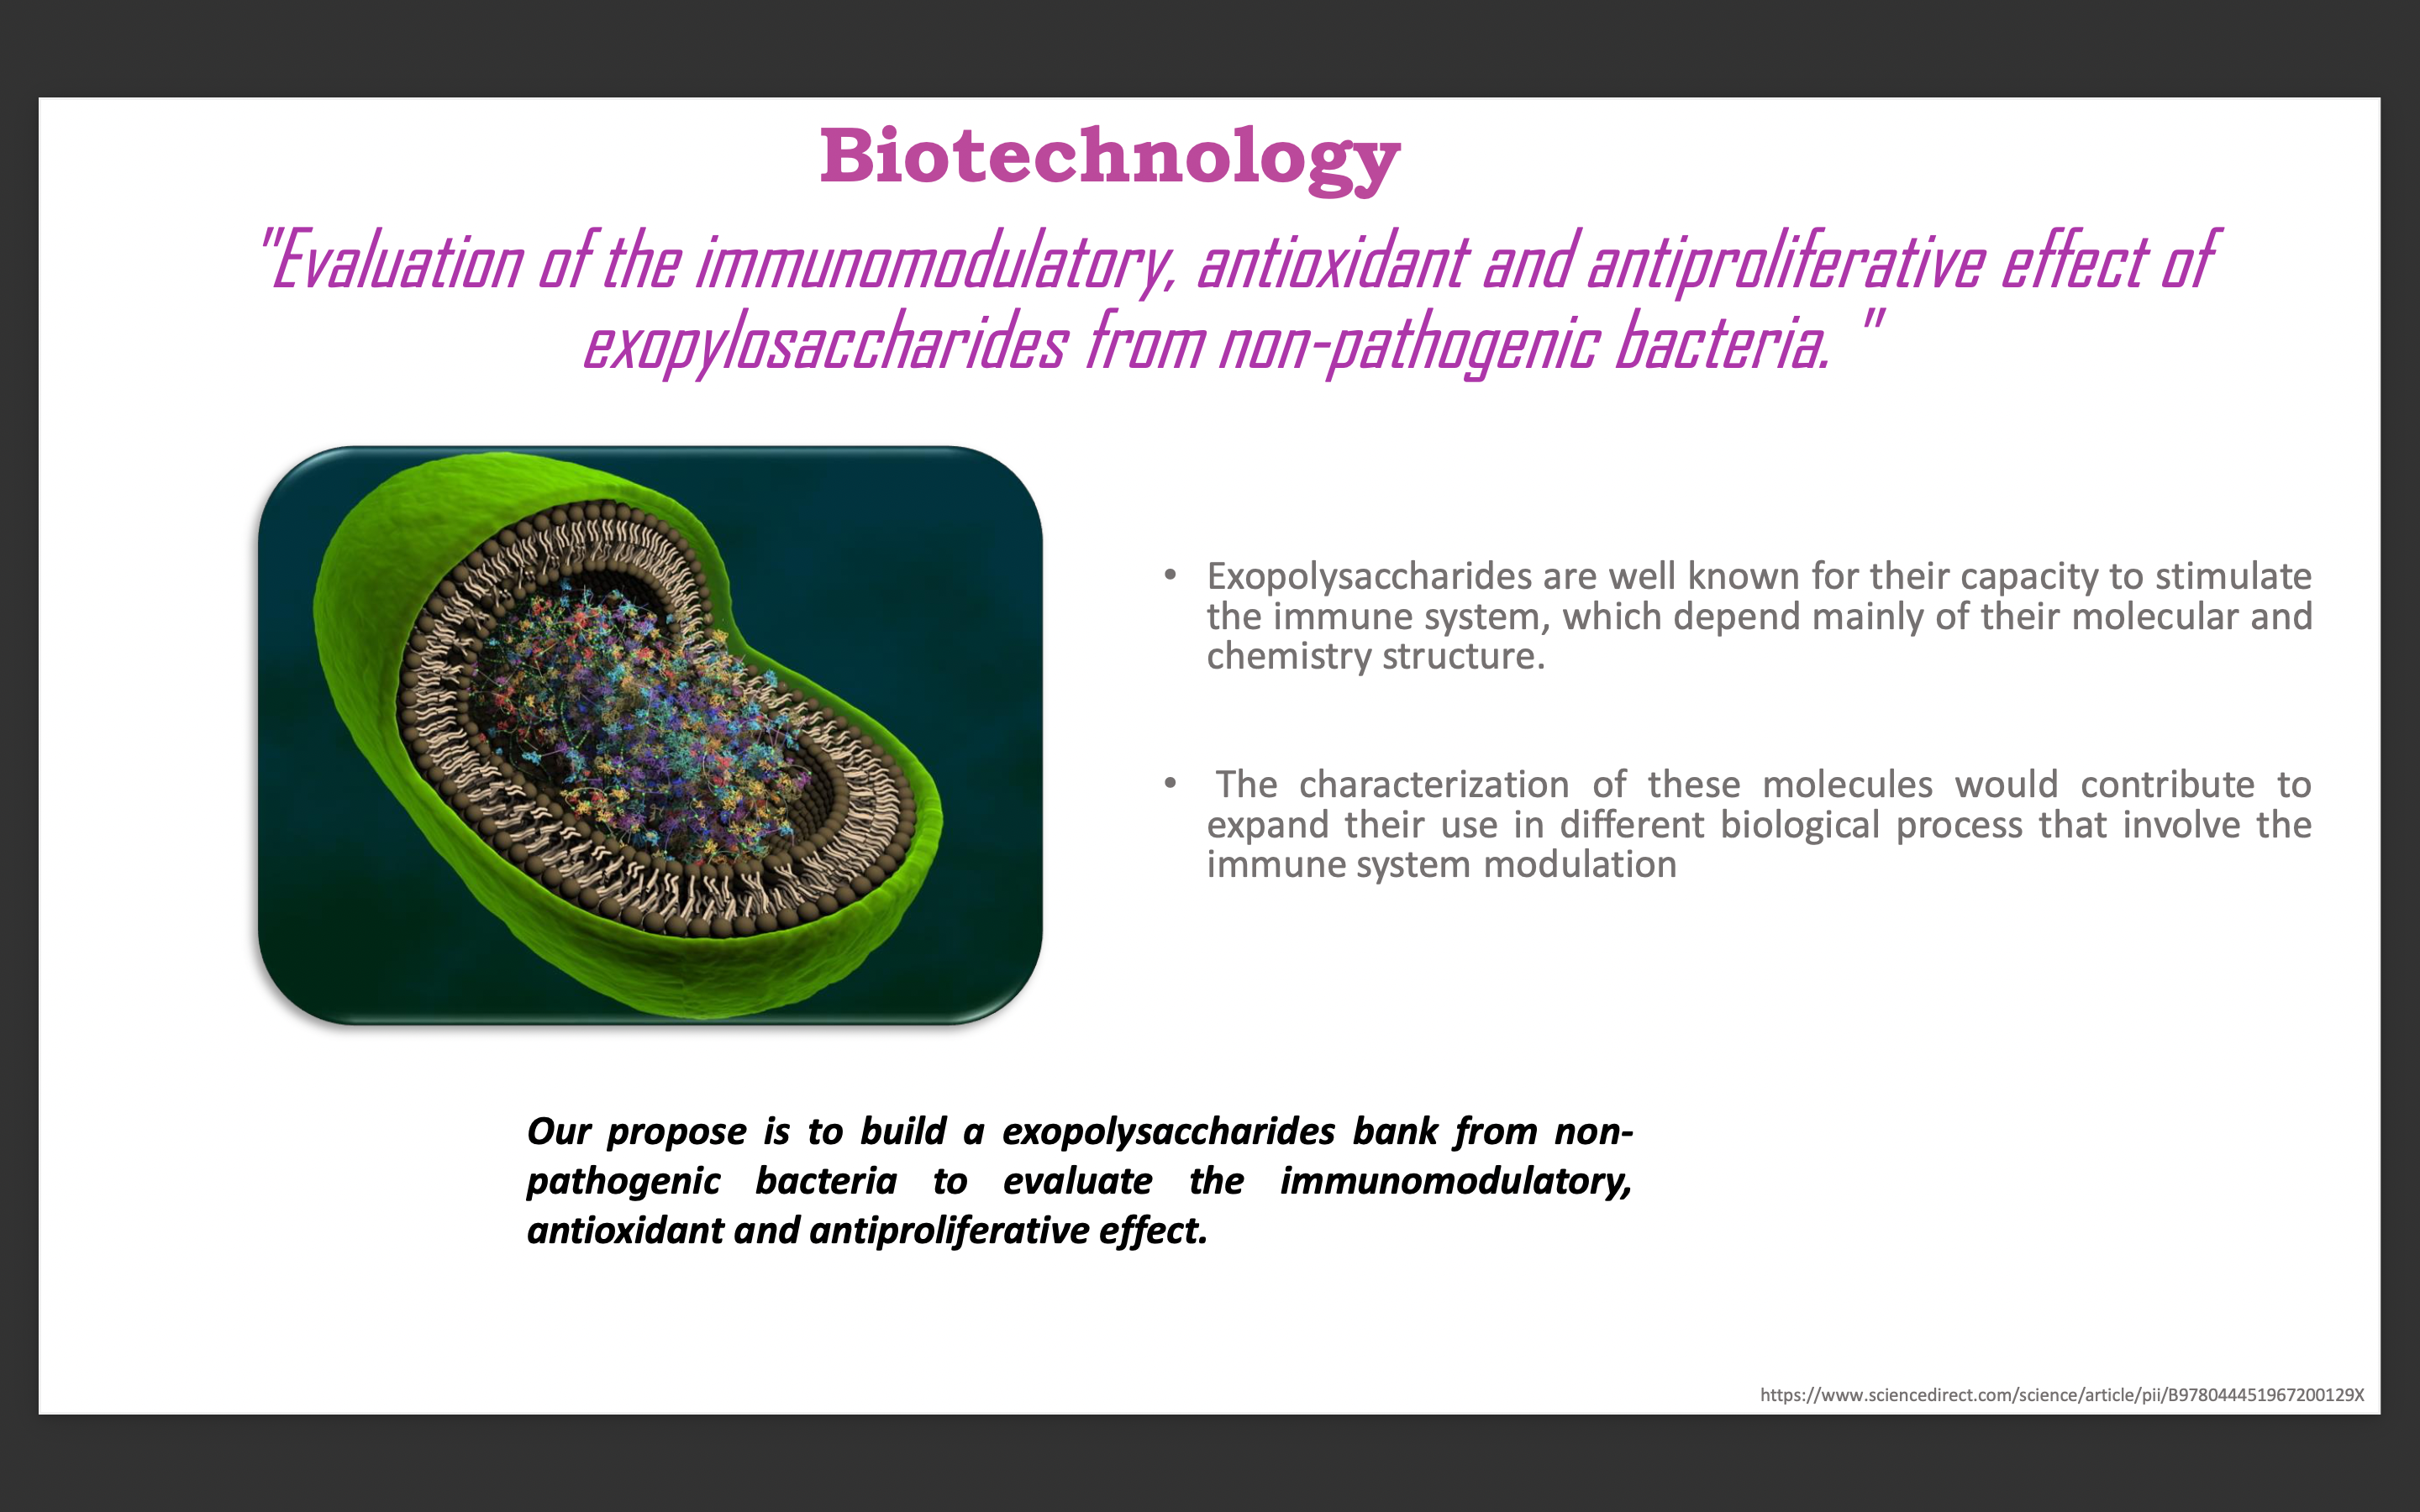 Biotechnology
"Evaluation of the immunomodulatory, antioxidant and antiproliferative effect of
exopylosaccharides from non-pathogenic bacteria. "
• Exopolysaccharides are well known for their capacity to stimulate
the immune system, which depend mainly of their molecular and
chemistry structure.
• The characterization of these molecules would contribute to
expand their use in different biological process that involve the
immune system modulation
Our propose is to build a exopolysaccharides bank from non-
pathogenic bacteria to evaluate the immunomodulatory,
antioxidant and antiproliferative effect.
https://www.sciencedirect.com/science/article/pii/B978044451967200129X